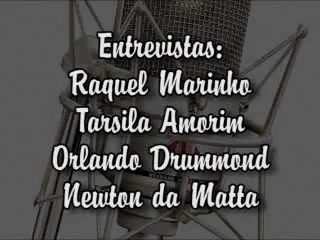 Entrevistas:
Raquel Marinho
Tarsila Amorim
Orlando Drummond
Newton da Matta